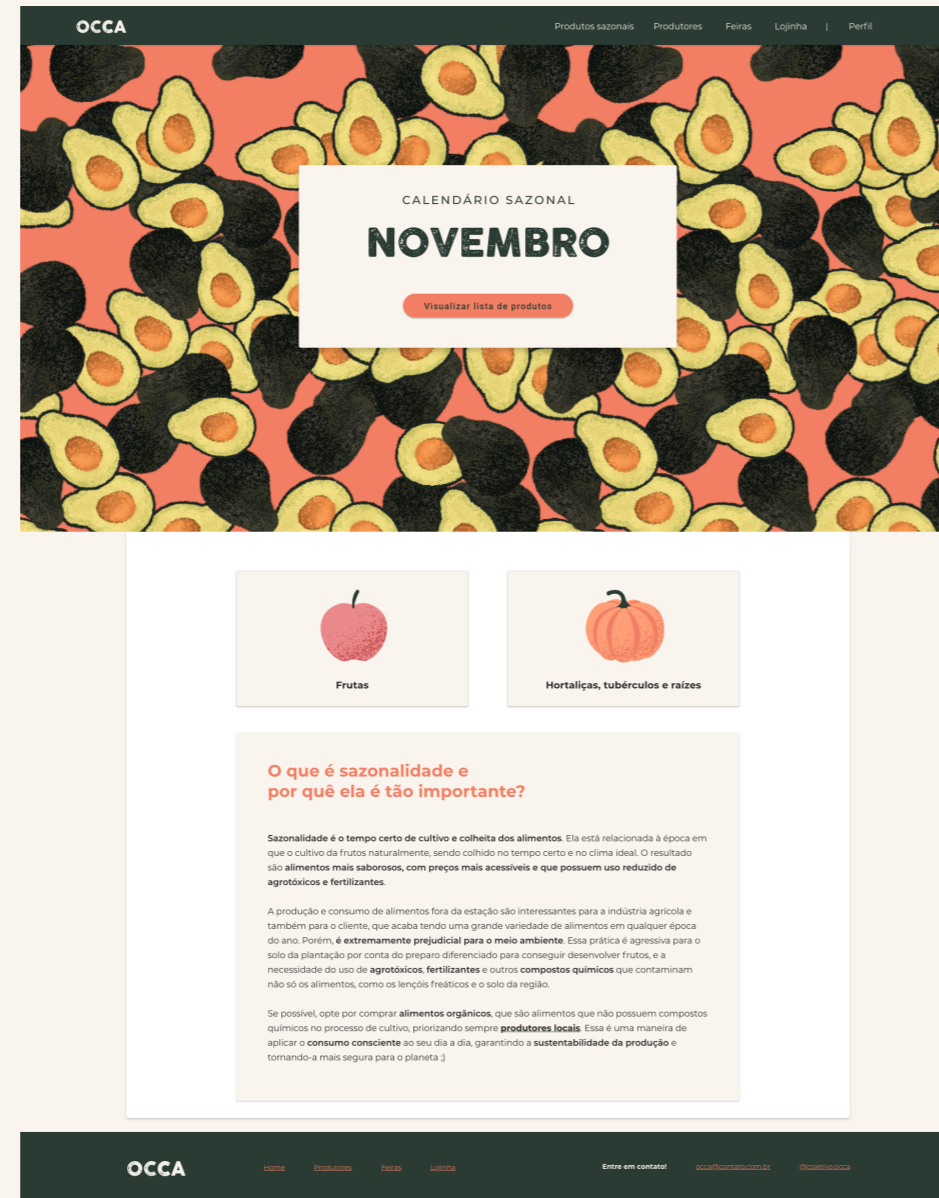 OCCA
Produtos sazonais Produtores Feiras Lojinha | Perfil
CALENDÁRIO SAZONAL
NOVEMBRO
Visualizar lista de produtos
Frutas
Hortaliças, tubérculos e raízes
O que é sazonalidade e
por quê ela é tão importante?
Sazonalidade é o tempo certo de cultivo e colheita dos alimentos. Ela está relacionada à época em
que o cultivo da frutos naturalmente, sendo colhido no tempo certo e no clima ideal. O resultado
são alimentos mais saborosos, com preços mais acessíveis e que possuem uso reduzido de
agrotóxicos e fertilizantes.
A produção e consumo de alimentos fora da estação são interessantes para a indústria agrícola e
também para o cliente, que acaba tendo uma grande variedade de alimentos em qualquer época
do ano. Porém, é extremamente prejudicial para o meio ambiente. Essa prática é agressiva para o
solo da plantação por conta do preparo diferenciado para conseguir desenvolver frutos, e a
necessidade do uso de agrotóxicos, fertilizantes e outros compostos químicos que contaminam
não só os alimentos, como os lençóis freáticos e o solo da região.
Se possível, opte por comprar alimentos orgânicos, que são alimentos que não possuem compostos
químicos no processo de cultivo, priorizando sempre produtores locais. Essa é uma maneira de
aplicar o consumo consciente ao seu dia a dia, garantindo a sustentabilidade da produção e
tornando-a mais segura para o planeta ;)
OCCA
Home Produtores Feiras Lojinha
Entre em contato! occa@contato.com.br @coletivo.occa